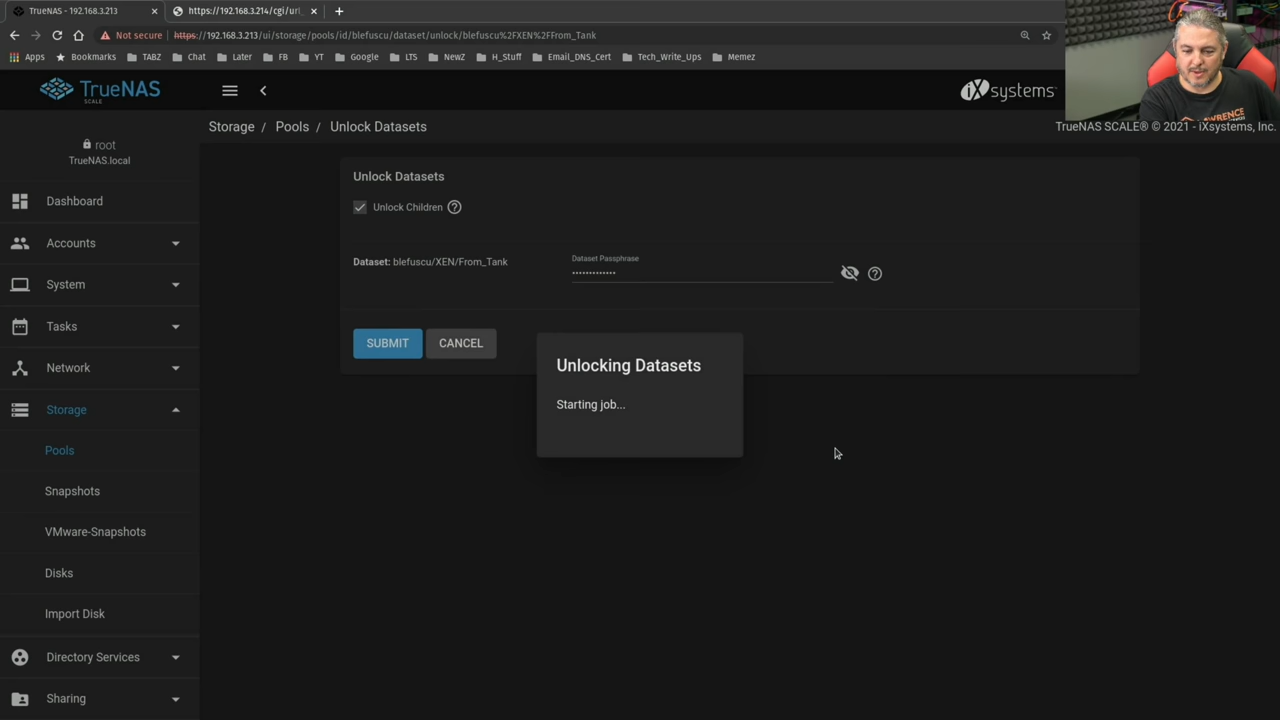 TrueNAS - 192.168.3.213
https://192.168.3.214/cgi/url_
Not secure
https://192.168.3.213/ui/storage/pools/id/blefuscu/dataset/unlock/blefuscu%2FXEN%2FFrom_Tank
Apps
Bookmarks
TABZ
Chat
Later
FB
YT
Google
LTS
NewZ
H_Stuff
Email_DNS_Cert
Tech_Write_Ups
Memez
TrueNAS
SCALE
iXsystems
LAWRENCE
TrueNAS SCALE® © 2021 - iXsystems, Inc.
Storage / Pools / Unlock Datasets
root
TrueNAS.local
Dashboard
Accounts
System
Tasks
Network
Storage
Pools
Snapshots
VMware-Snapshots
Disks
Import Disk
Directory Services
Sharing
Unlock Datasets
Unlock Children
Dataset: blefuscu/XEN/From_Tank
Dataset Passphrase
•••••••••••••
SUBMIT
CANCEL
Unlocking Datasets
Starting job...